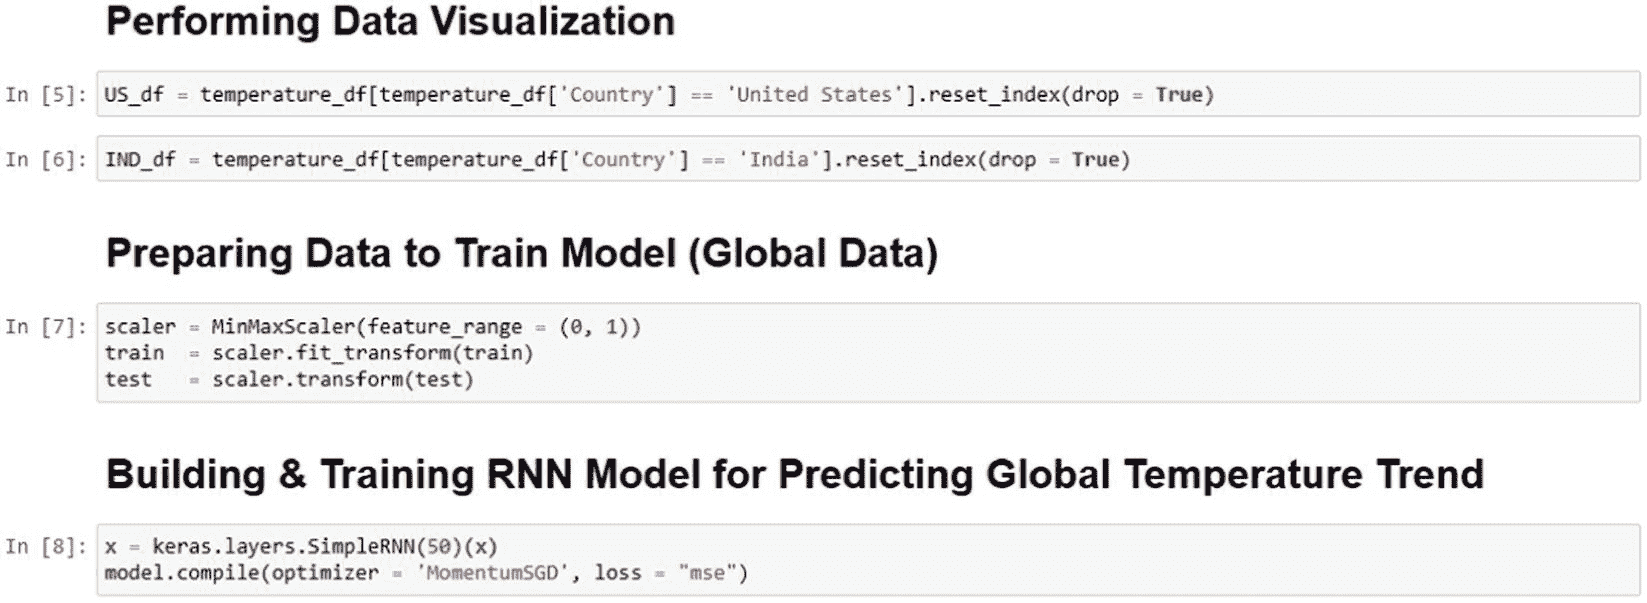 Performing Data Visualization
In [5]: US_df = temperature_df[temperature_df['Country'] == 'United States'].reset_index(drop = True)
In [6]: IND_df = temperature_df[temperature_df['Country'] == 'India'].reset_index(drop = True)
Preparing Data to Train Model (Global Data)
In [7]: scaler = MinMaxScaler(feature_range = (0, 1))
train  = scaler.fit_transform(train)
test   = scaler.transform(test)
Building & Training RNN Model for Predicting Global Temperature Trend
In [8]: x = keras.layers.SimpleRNN(50)(x)
model.compile(optimizer = 'MomentumSGD', loss = "mse")